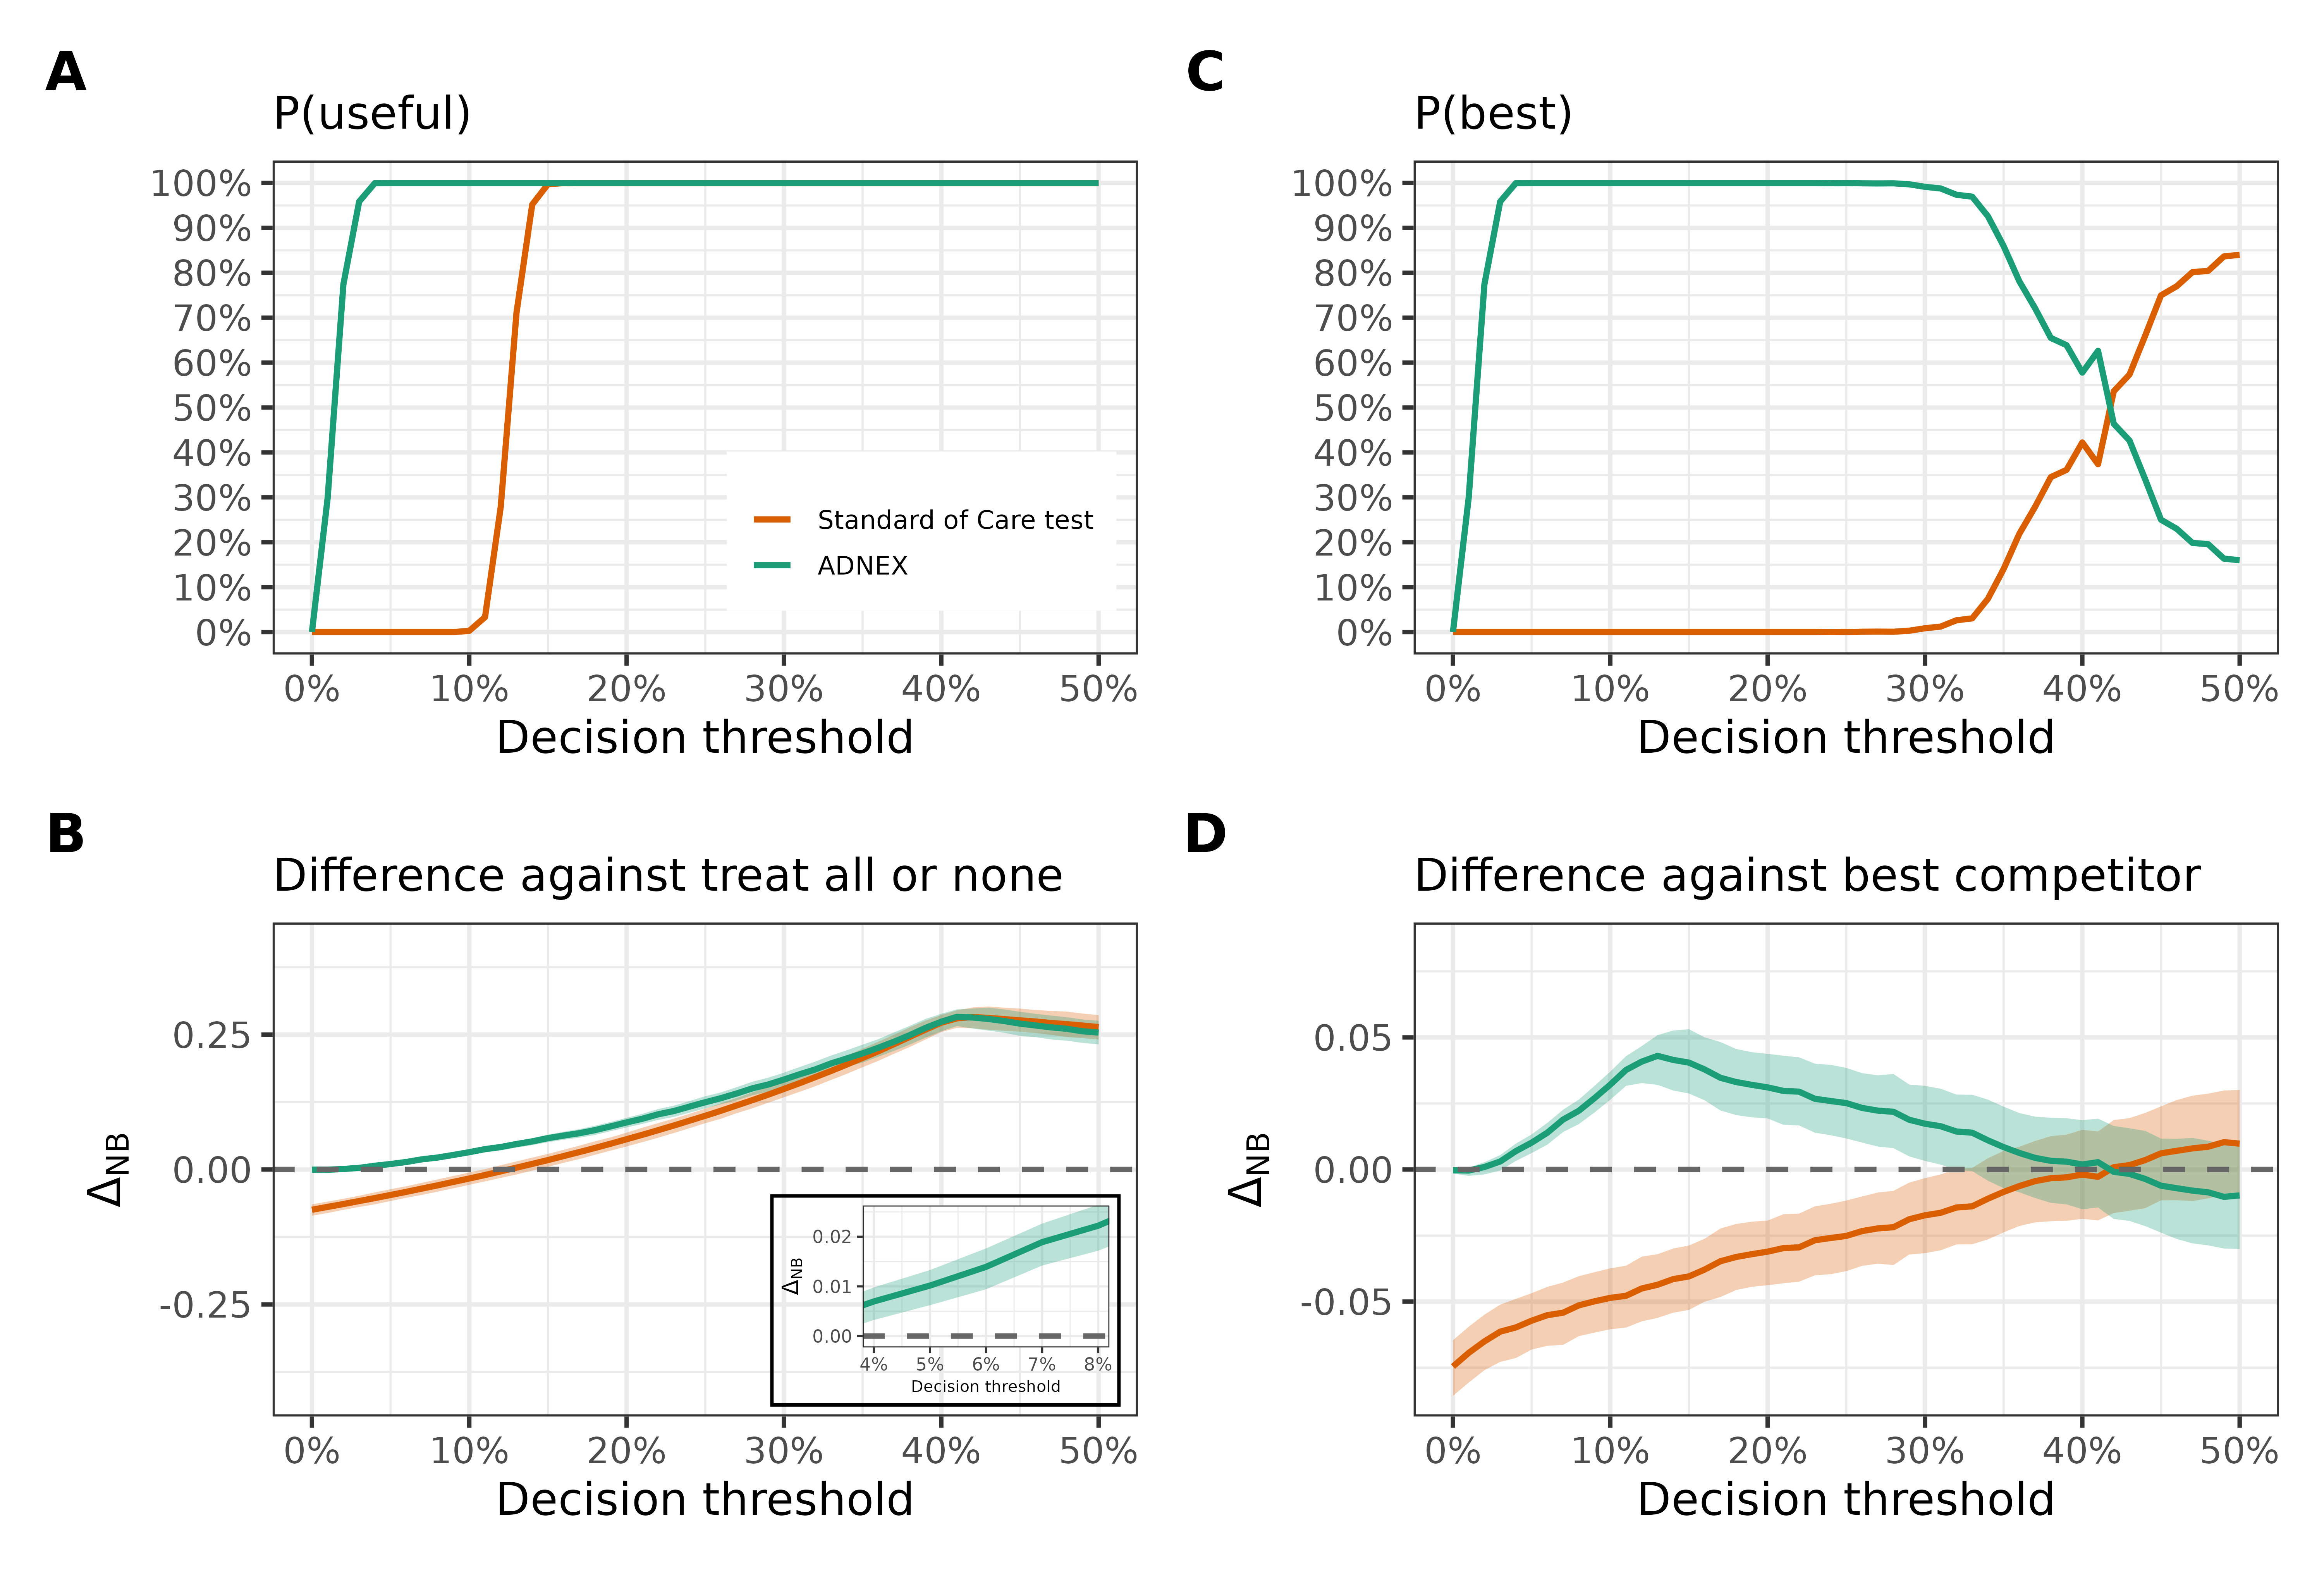 A
P(useful)
100%
90%
80%
70%
60%
50%
40%
30%
20%
10%
0%
Standard of Care test
ADNEX
0% 10% 20% 30% 40% 50%
Decision threshold
B
Difference against treat all or none
ΔNB
0.25
0.00
-0.25
ΔNB
0.02
0.01
0.00
4% 5% 6% 7% 8%
Decision threshold
0% 10% 20% 30% 40% 50%
Decision threshold
C
P(best)
100%
90%
80%
70%
60%
50%
40%
30%
20%
10%
0%
0% 10% 20% 30% 40% 50%
Decision threshold
D
Difference against best competitor
ΔNB
0.05
0.00
-0.05
0% 10% 20% 30% 40% 50%
Decision threshold